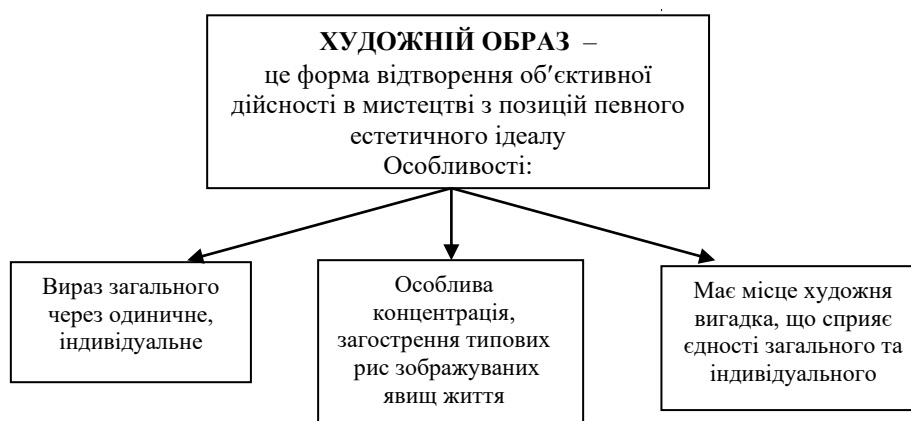 ХУДОЖНІЙ ОБРАЗ –
це форма відтворення об′єктивної
дійсності в мистецтві з позицій певного
естетичного ідеалу
Особливості:
Вираз загального
через одиничне,
індивідуальне
Особлива
концентрація,
загострення типових
рис зображуваних
явищ життя
Має місце художня
вигадка, що сприяє
єдності загального та
індивідуального